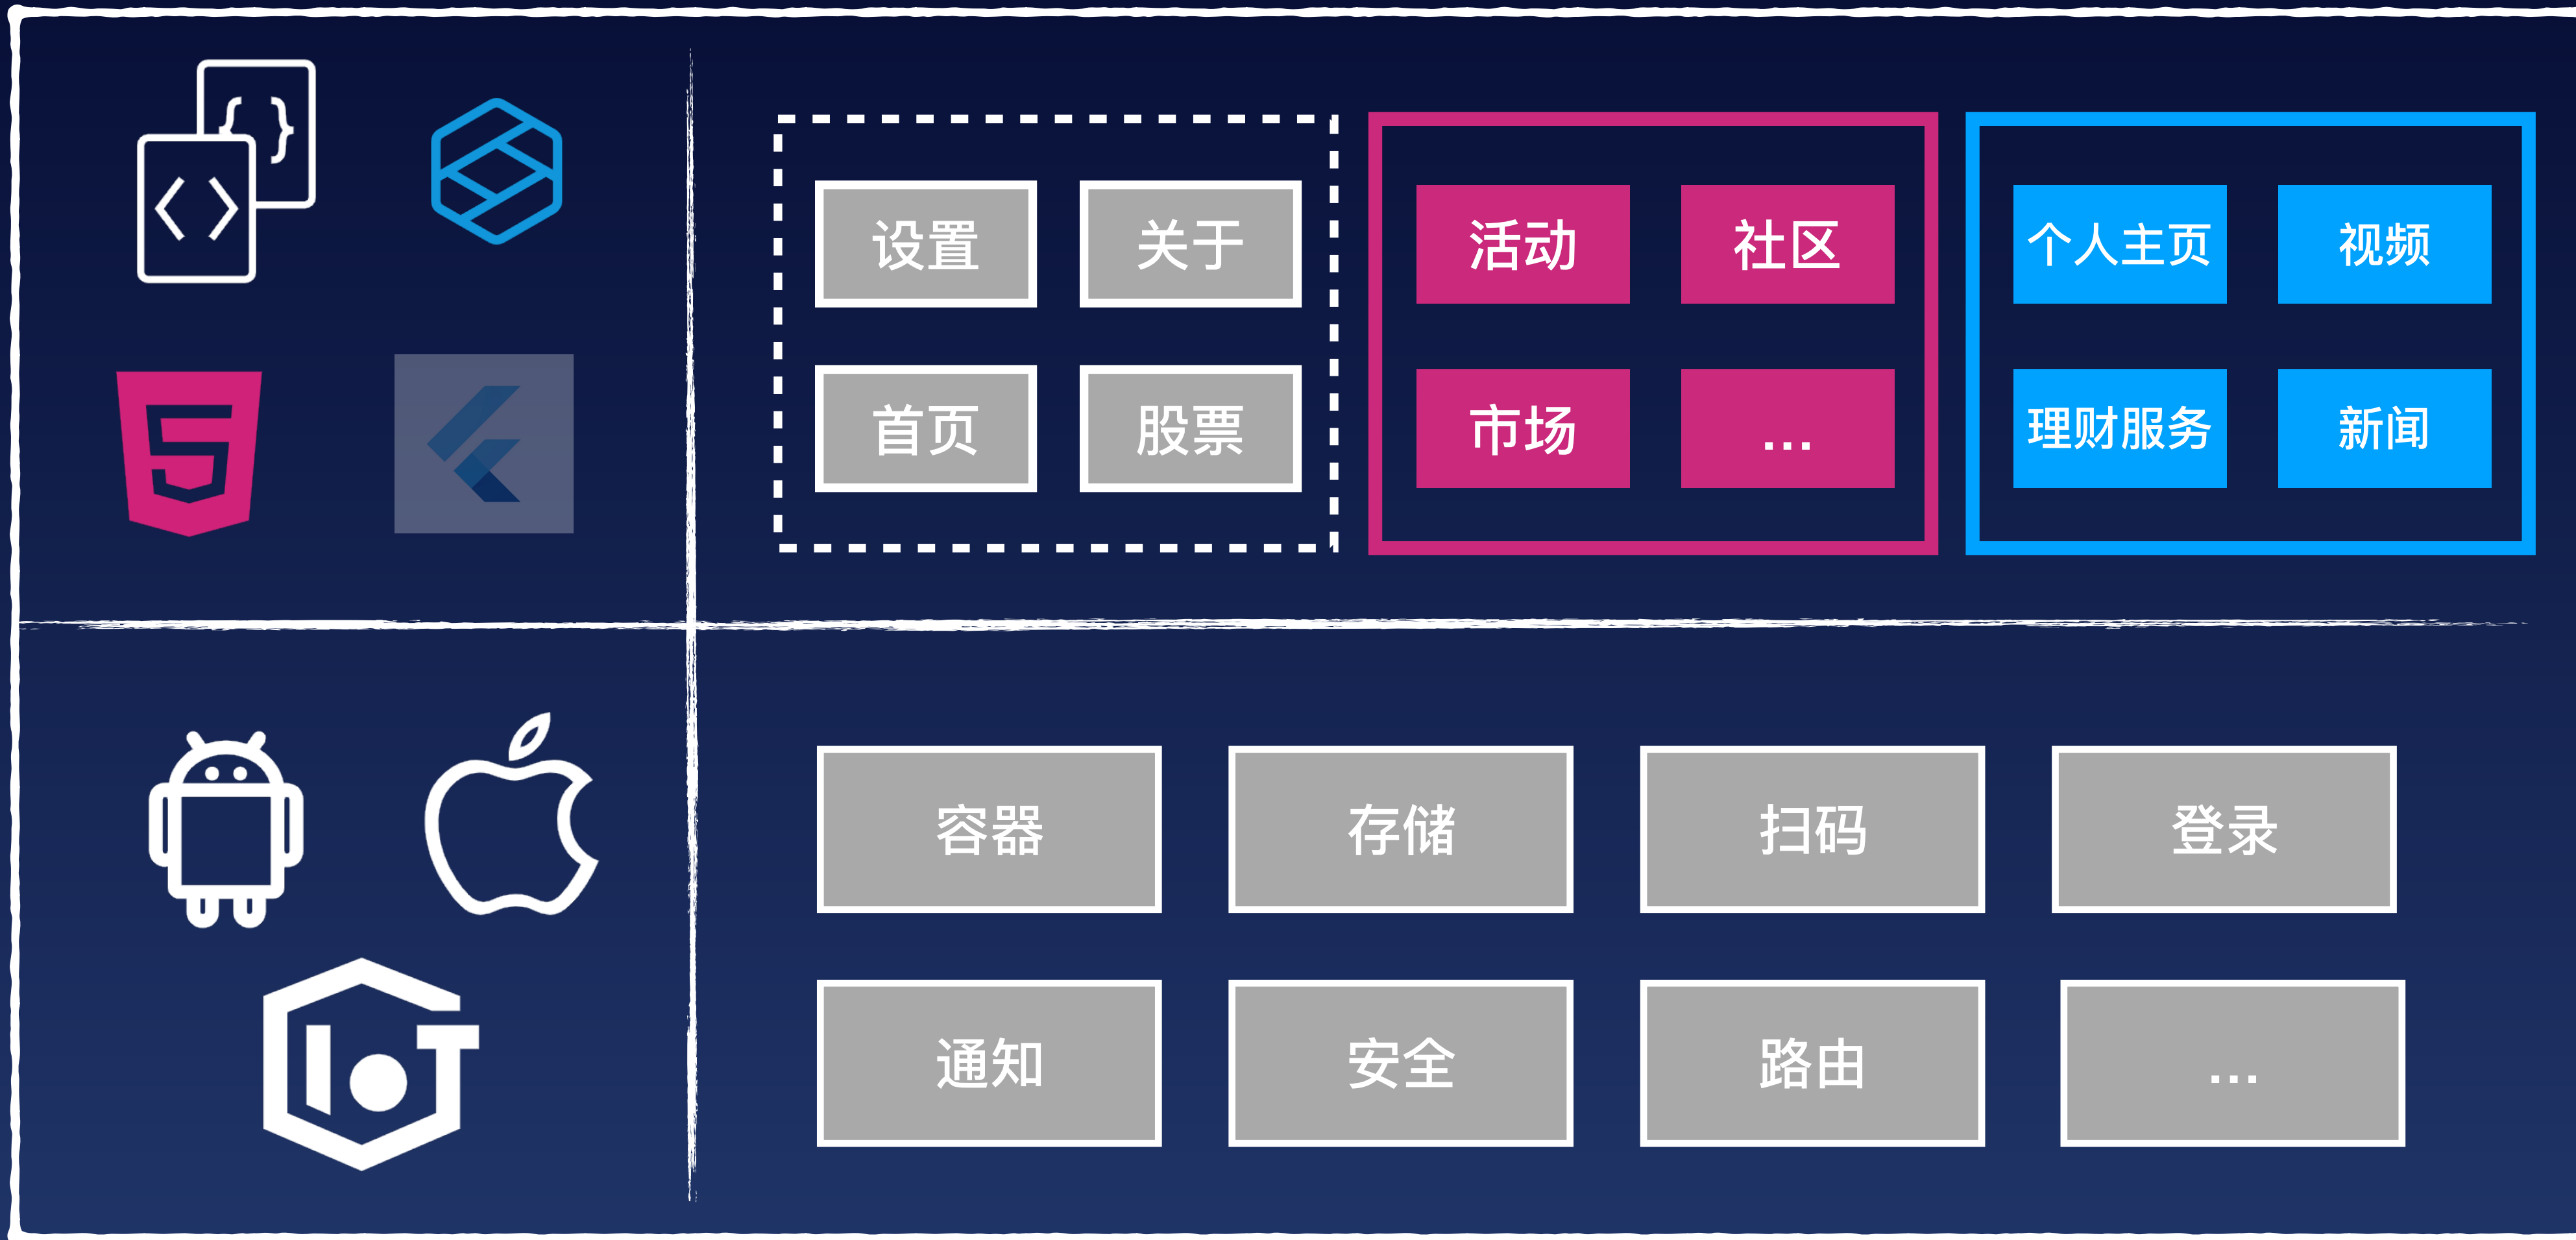 设置 关于
首页 股票
活动 社区
市场 ...
个人主页 视频
理财服务 新闻
容器 存储 扫码 登录
通知 安全 路由 ...